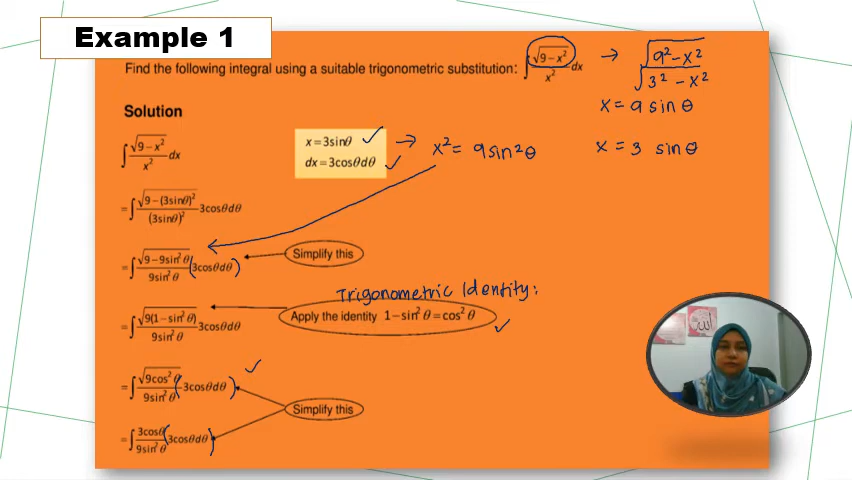 Example 1
Find the following integral using a suitable trigonometric substitution: ∫ √(9−x²)/x² dx → √(a²−x²)
√(3²−x²)
x = a sin θ
x = 3 sin θ
Solution
∫ √(9−x²)/x² dx
x = 3sinθ
dx = 3cosθdθ
→ x² = 9sin²θ
= ∫ √(9−(3sinθ)²)/(3sinθ)² 3cosθdθ
= ∫ √(9−9sin²θ)/(9sin²θ) (3cosθdθ)
Simplify this
Trigonometric Identity:
= ∫ √(9(1−sin²θ))/(9sin²θ) 3cosθdθ
Apply the identity 1−sin²θ = cos²θ
= ∫ √(9cos²θ)/(9sin²θ) (3cosθdθ)
Simplify this
= ∫ 3cosθ/(9sin²θ) (3cosθdθ)